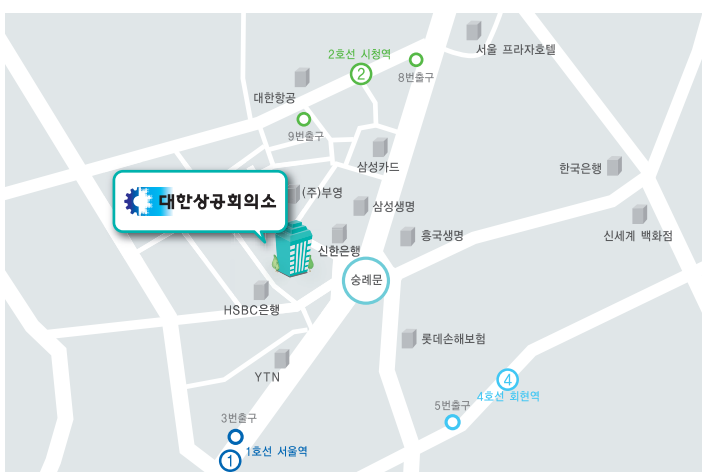 서울 프라자호텔
2호선 시청역
2
8번출구
대한항공
9번출구
삼성카드
한국은행
대한상공회의소
(주)부영
삼성생명
흥국생명
신세계 백화점
신한은행
숭례문
HSBC은행
롯데손해보험
YTN
4
4호선 회현역
5번출구
3번출구
1호선 서울역
1